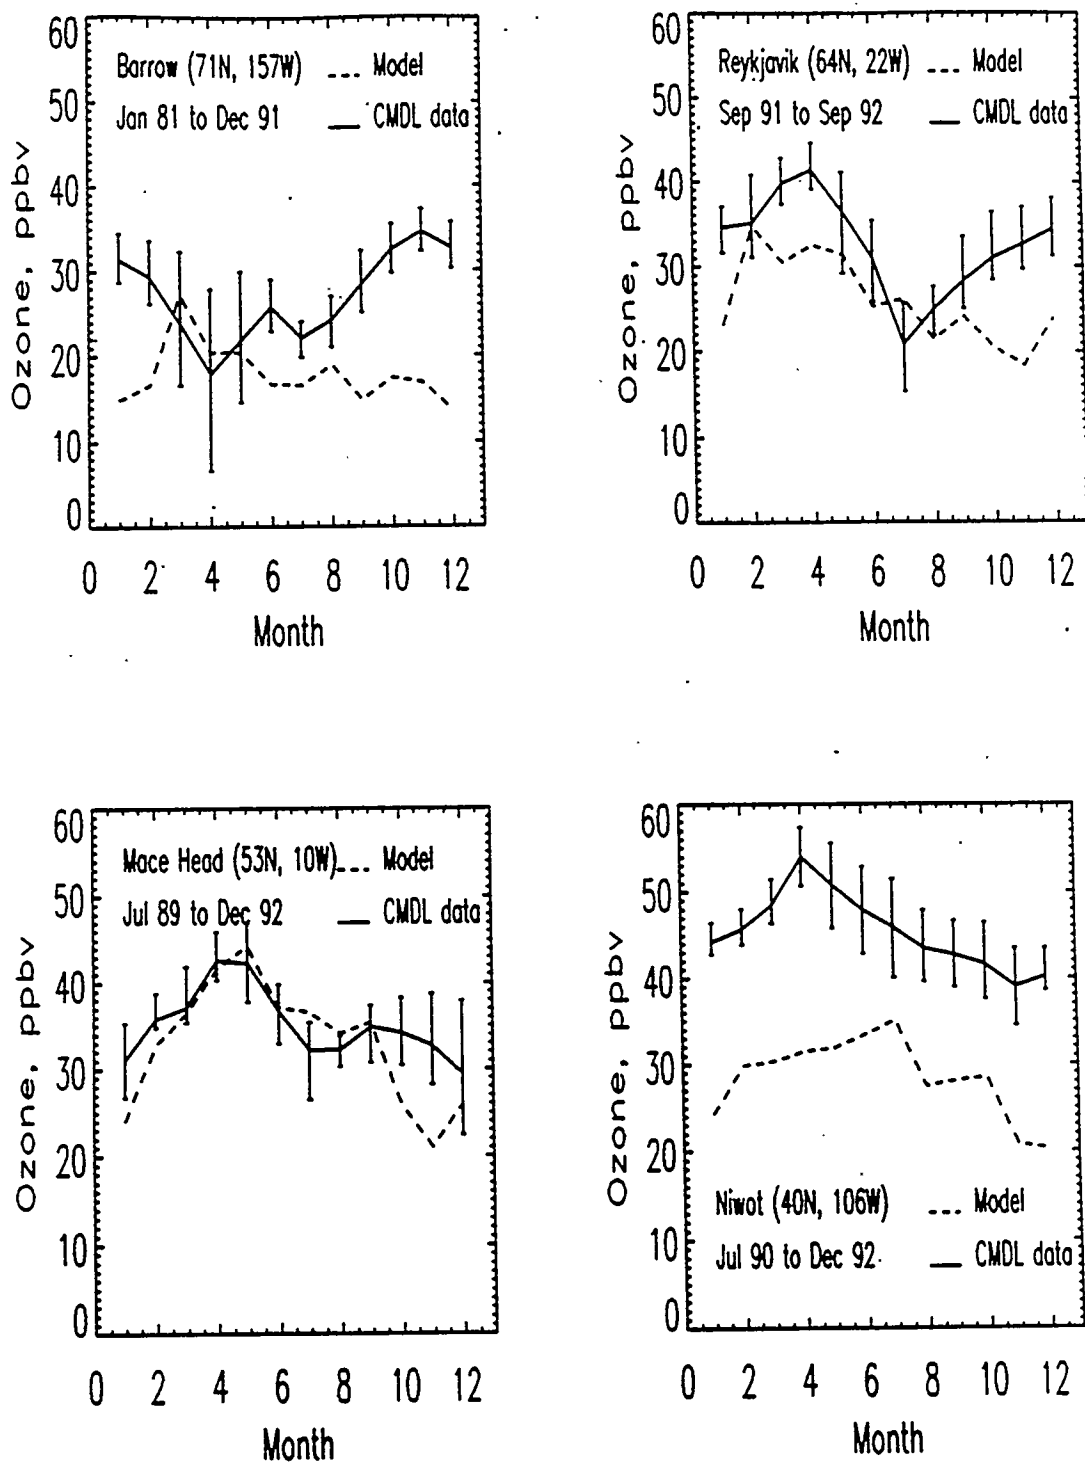 60
50
40
30
20
10
0
Ozone, ppbv
Barrow (71N, 157W) --- Model
Jan 81 to Dec 91 — CMDL data
0 2 4 6 8 10 12
Month
60
50
40
30
20
10
0
Ozone, ppbv
Reykjavik (64N, 22W) --- Model
Sep 91 to Sep 92 — CMDL data
0 2 4 6 8 10 12
Month
60
50
40
30
20
10
0
Ozone, ppbv
Mace Head (53N, 10W) --- Model
Jul 89 to Dec 92 — CMDL data
0 2 4 6 8 10 12
Month
60
50
40
30
20
10
0
Ozone, ppbv
Niwot (40N, 106W) --- Model
Jul 90 to Dec 92 — CMDL data
0 2 4 6 8 10 12
Month